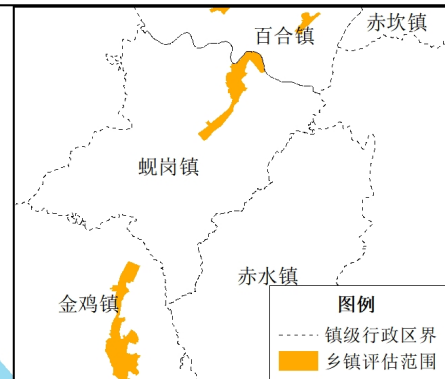 赤坎镇
百合镇
蚬岗镇
赤水镇
金鸡镇
图例
镇级行政区界
乡镇评估范围